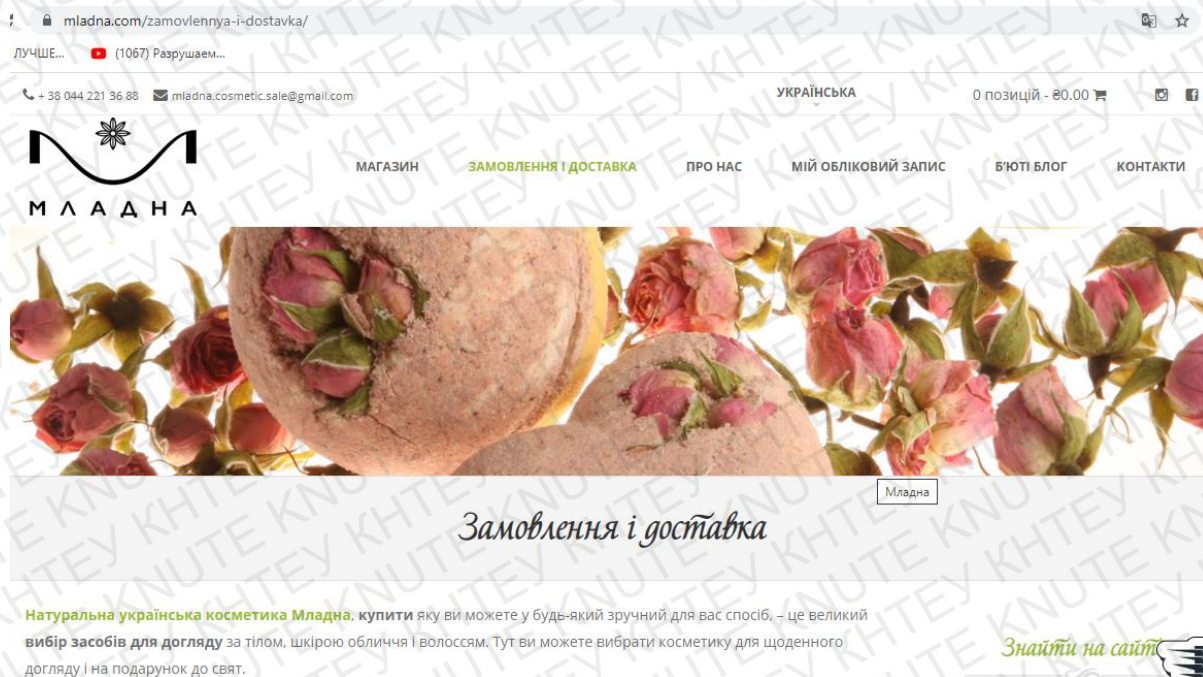 mladna.com/zamovlennya-i-dostavka/
ЛУЧШЕ... (1067) Разрушаем...
+ 38 044 221 36 88 mladna.cosmetic.sale@gmail.com УКРАЇНСЬКА 0 позицій - ₴0.00
МЛАДНА
МАГАЗИН ЗАМОВЛЕННЯ І ДОСТАВКА ПРО НАС МІЙ ОБЛІКОВИЙ ЗАПИС Б'ЮТІ БЛОГ КОНТАКТИ
Младна
Замовлення і доставка
Натуральна українська косметика Младна, купити яку ви можете у будь-який зручний для вас спосіб, – це великий
вибір засобів для догляду за тілом, шкірою обличчя і волоссям. Тут ви можете вибрати косметику для щоденного
догляду і на подарунок до свят.
Знайти на сайт
KNUTE KHTEY